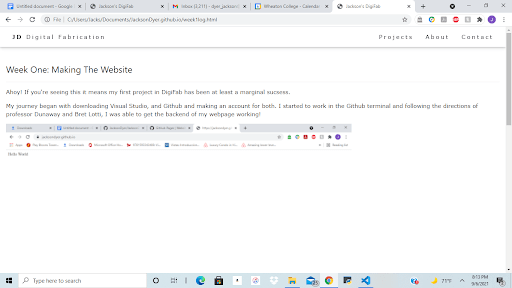 Untitled document - Google
Jackson's DigiFab
Inbox (3,211) - dyer_jackson
Wheaton College - Calendar
Jackson's DigiFab
File | C:/Users/Jacks/Documents/JacksonDyer.github.io/week1log.html
JD Digital Fabrication
Projects About Contact
Week One: Making The Website
Ahoy! If you're seeing this it means my first project in DigiFab has been at least a marginal success.
My journey began with downloading Visual Studio, and Github and making an account for both. I started to work in the Github terminal and following the directions of
professor Dunaway and Bret Lotti, I was able to get the backend of my webpage working!
Hello World
Type here to search
71°F
9:13 PM
9/6/2021